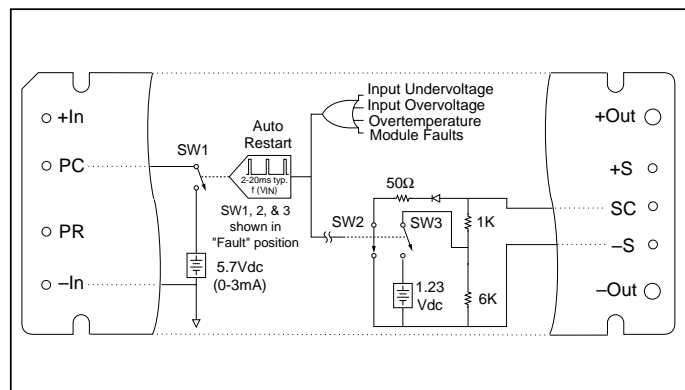 +In
PC
PR
–In
SW1
Auto
Restart
2-20ms typ.
f (VIN)
SW1, 2, & 3
shown in
"Fault" position
5.7Vdc
(0-3mA)
Input Undervoltage
Input Overvoltage
Overtemperature
Module Faults
50Ω
SW2
SW3
1K
1.23
Vdc
6K
+Out
+S
SC
–S
–Out